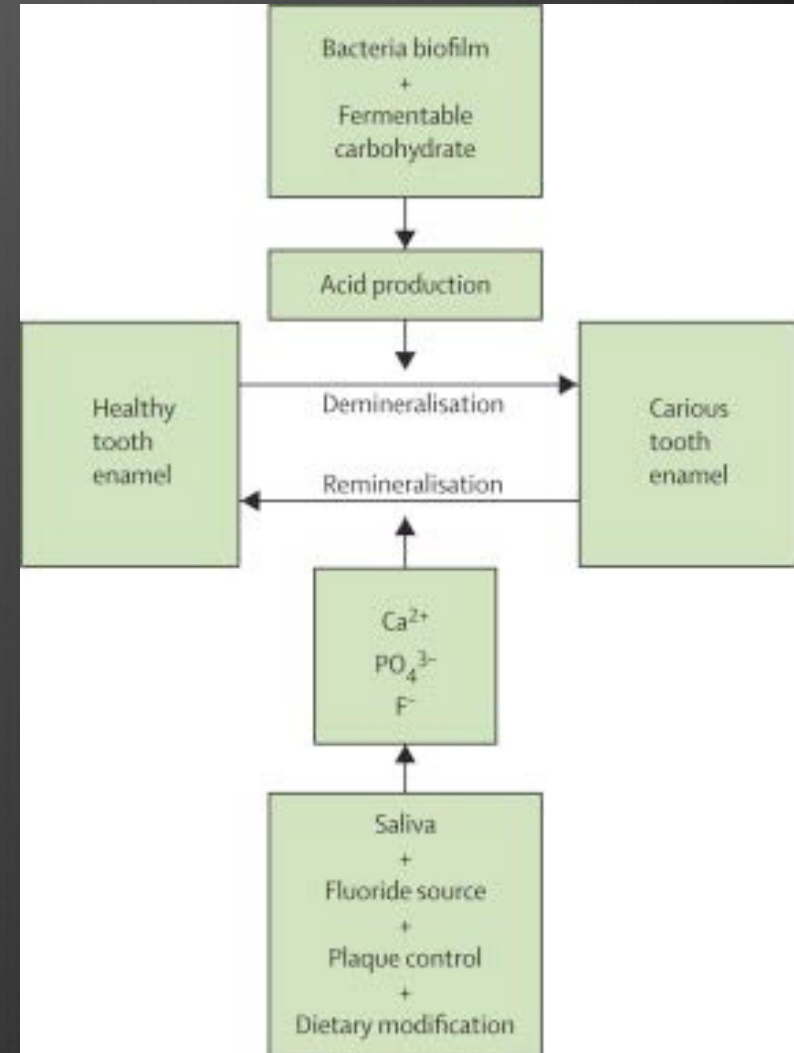 Bacteria biofilm
+
Fermentable
carbohydrate
Acid production
Healthy
tooth
enamel
Demineralisation
Remineralisation
Carious
tooth
enamel
Ca²⁺
PO₄³⁻
F⁻
Saliva
+
Fluoride source
+
Plaque control
+
Dietary modification